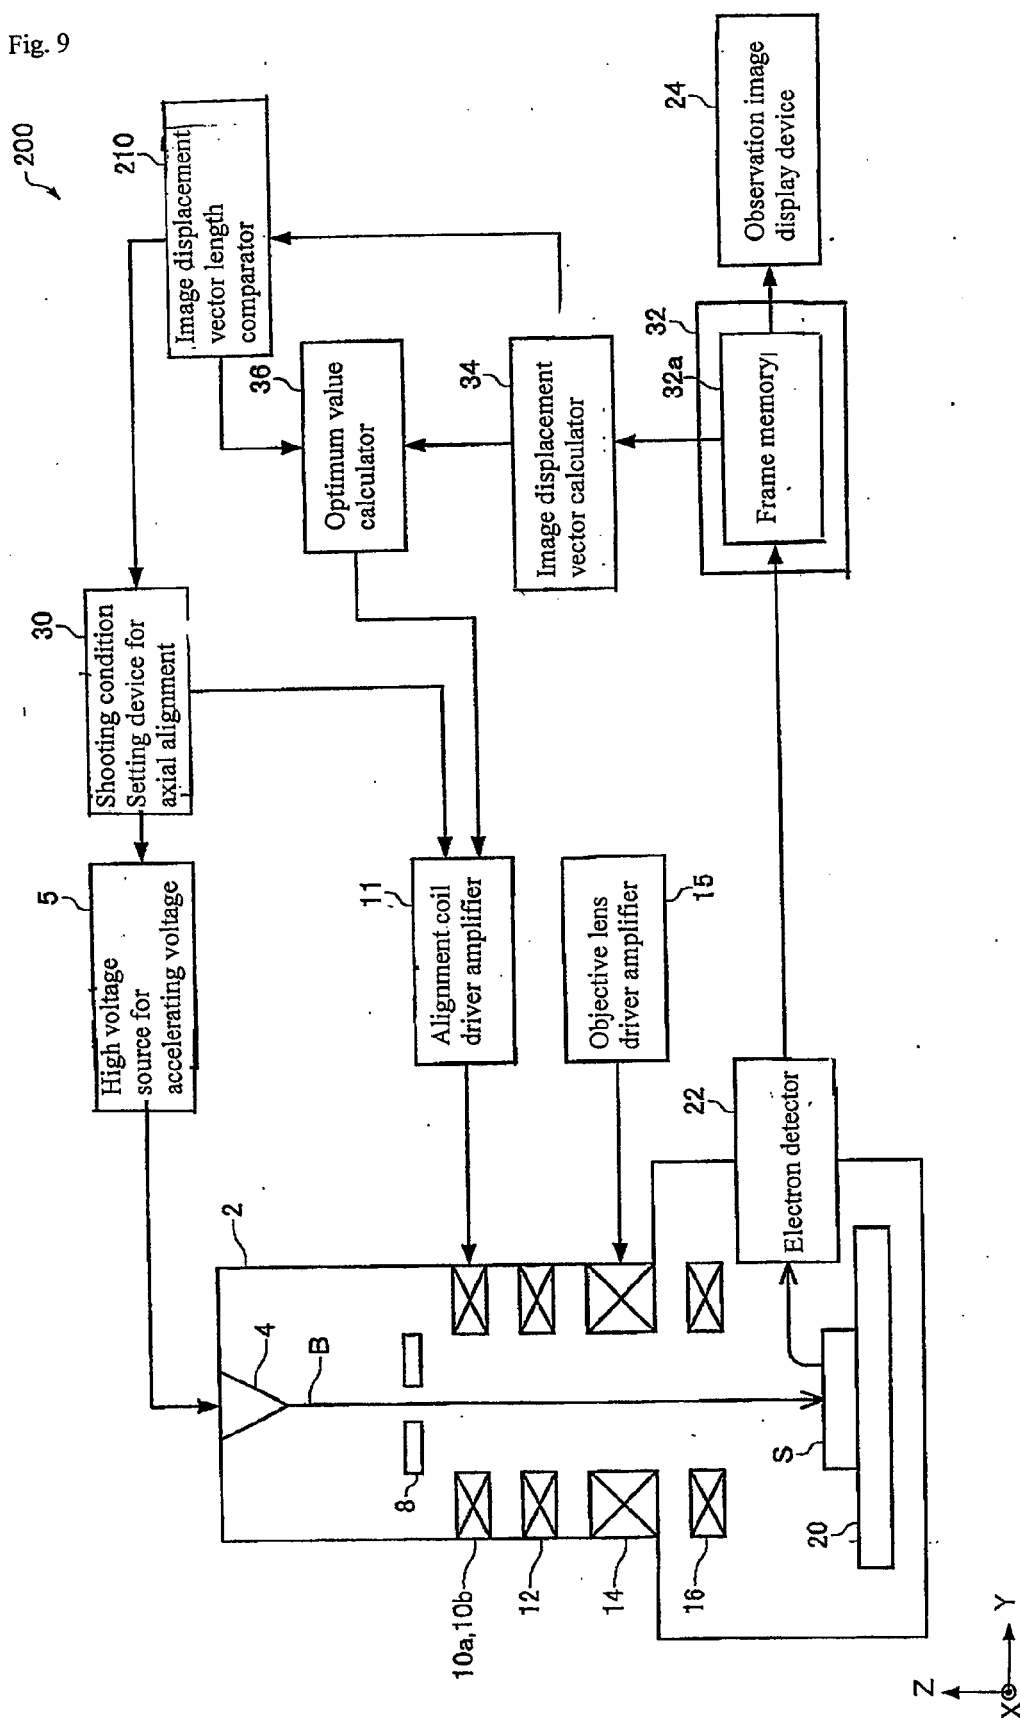 Fig. 9
200
5
High voltage
source for
accelerating voltage
30
Shooting condition
Setting device for
axial alignment
210
Image displacement
vector length
comparator
11
Alignment coil
driver amplifier
36
Optimum value
calculator
15
Objective lens
driver amplifier
34
Image displacement
vector calculator
32
32a
Frame memory
24
Observation image
display device
22
Electron detector
2
4
B
8
10a,10b
12
14
16
S
20
Z
Y
X